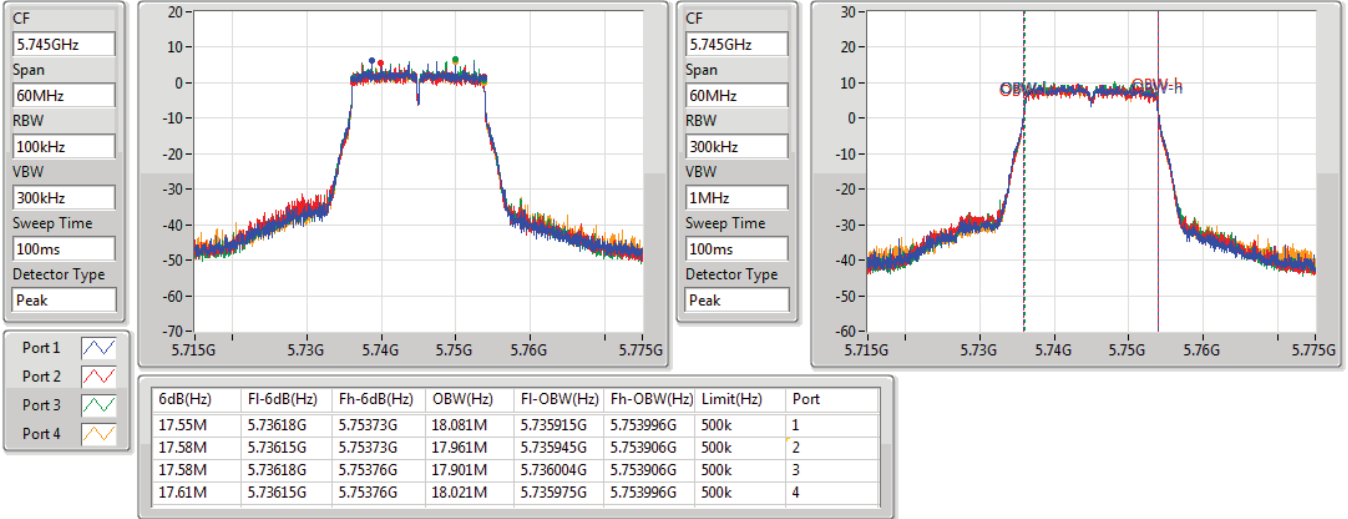 CF
5.745GHz
Span
60MHz
RBW
100kHz
VBW
300kHz
Sweep Time
100ms
Detector Type
Peak
20
10
0
-10
-20
-30
-40
-50
-60
-70
5.715G 5.73G 5.74G 5.75G 5.76G 5.775G
CF
5.745GHz
Span
60MHz
RBW
300kHz
VBW
1MHz
Sweep Time
100ms
Detector Type
Peak
30
20
10
0
-10
-20
-30
-40
-50
-60
OBW-h
5.715G 5.73G 5.74G 5.75G 5.76G 5.775G
Port 1
Port 2
Port 3
Port 4
6dB(Hz) Fl-6dB(Hz) Fh-6dB(Hz) OBW(Hz) Fl-OBW(Hz) Fh-OBW(Hz) Limit(Hz) Port
17.55M 5.73618G 5.75373G 18.081M 5.735915G 5.753996G 500k 1
17.58M 5.73615G 5.75373G 17.961M 5.735945G 5.753906G 500k 2
17.58M 5.73618G 5.75376G 17.901M 5.736004G 5.753906G 500k 3
17.61M 5.73615G 5.75376G 18.021M 5.735975G 5.753996G 500k 4